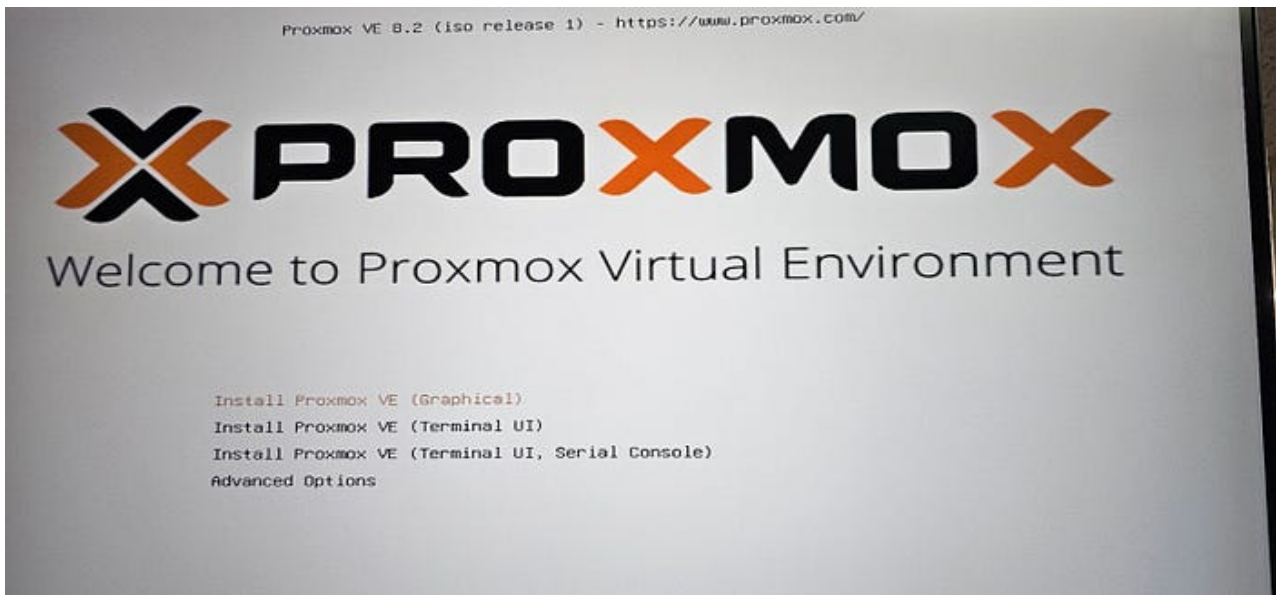 Proxmox VE 8.2 (iso release 1) - https://www.proxmox.com/
PROXMOX
Welcome to Proxmox Virtual Environment
Install Proxmox VE (Graphical)
Install Proxmox VE (Terminal UI)
Install Proxmox VE (Terminal UI, Serial Console)
Advanced Options